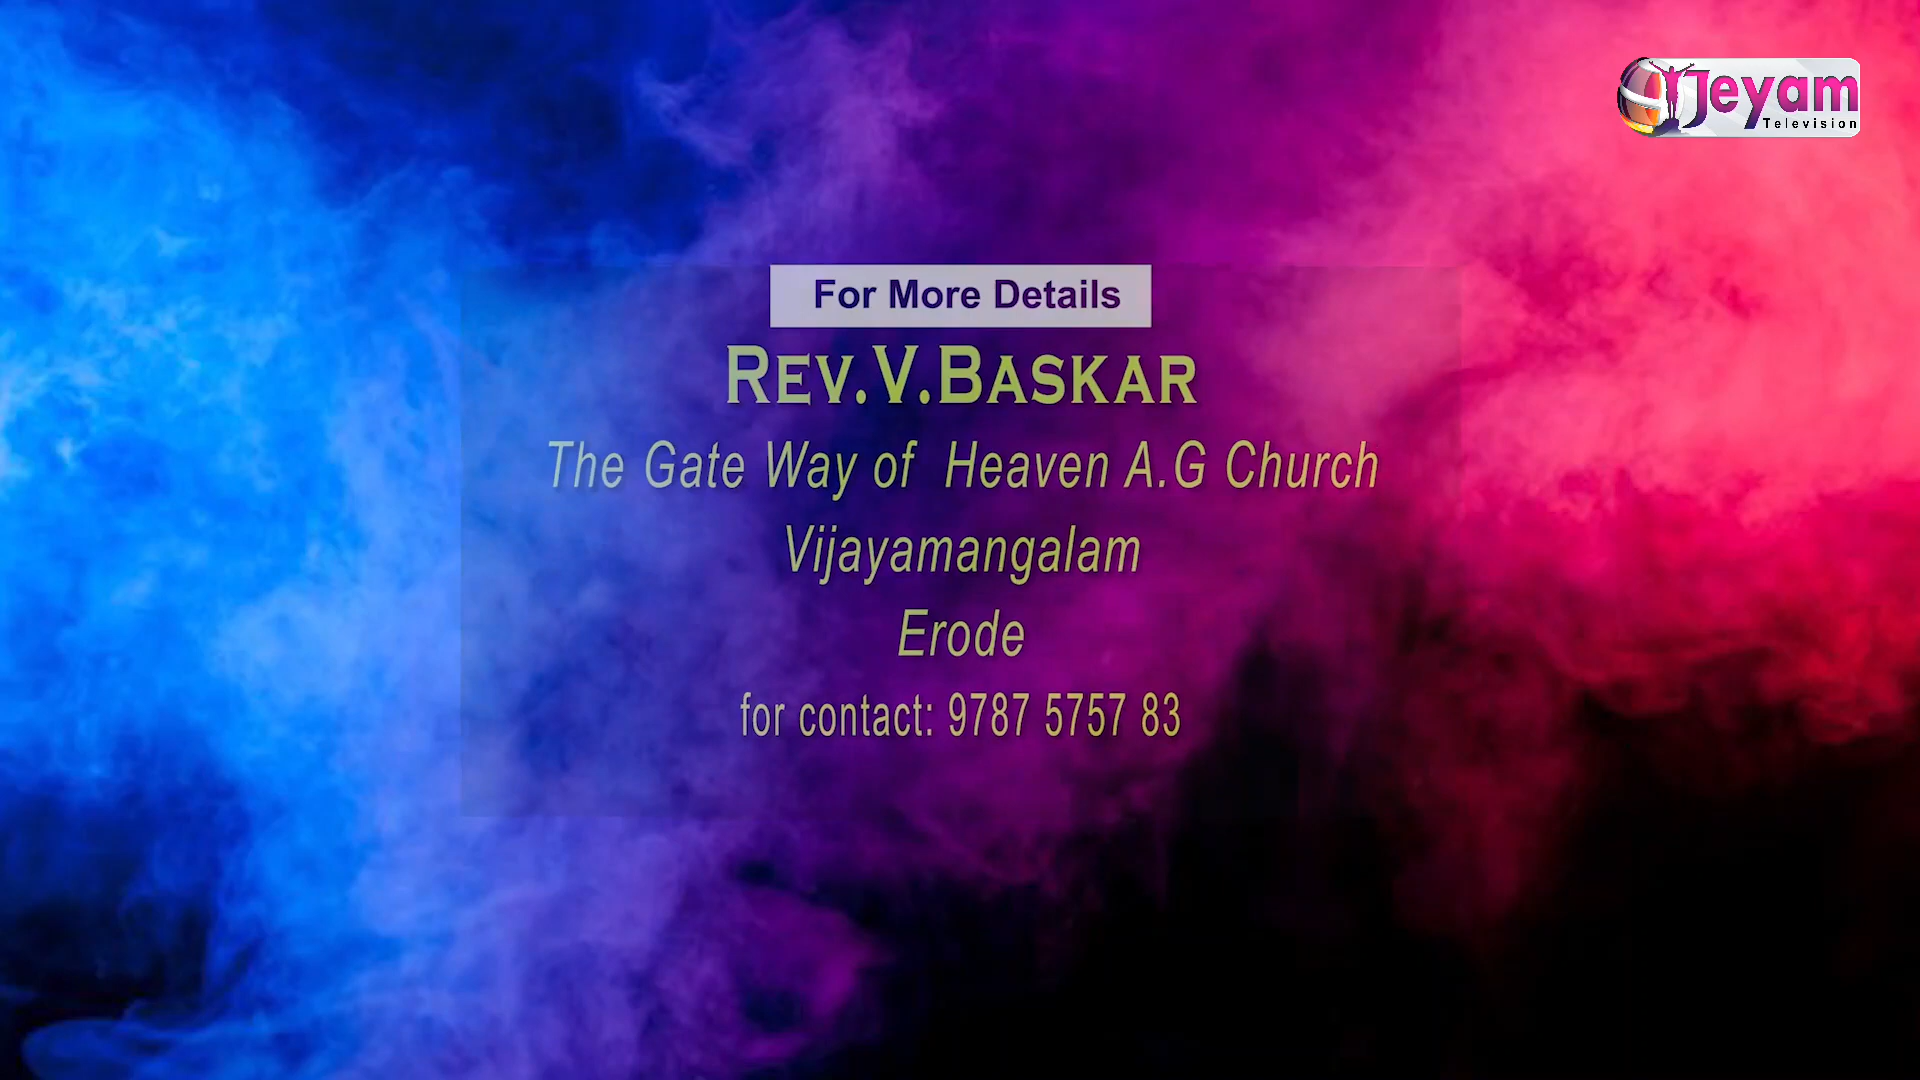 Jeyam
Television
For More Details
REV.V.BASKAR
The Gate Way of Heaven A.G Church
Vijayamangalam
Erode
for contact: 9787 5757 83